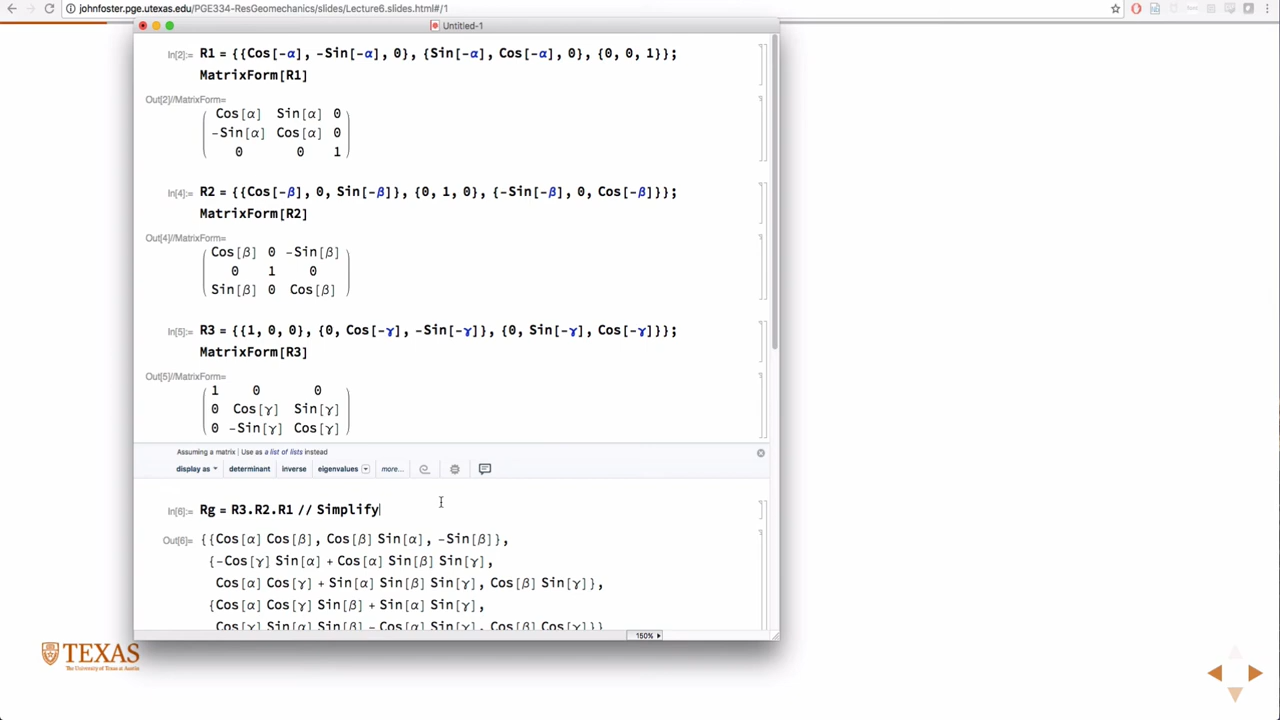 johnfoster.pge.utexas.edu/PGE334-ResGeomechanics/slides/Lecture6.slides.html#/1
Untitled-1
In[2]:= R1 = {{Cos[-α], -Sin[-α], 0}, {Sin[-α], Cos[-α], 0}, {0, 0, 1}};
MatrixForm[R1]
Out[2]//MatrixForm=
Cos[α] Sin[α] 0
-Sin[α] Cos[α] 0
0 0 1
In[4]:= R2 = {{Cos[-β], 0, Sin[-β]}, {0, 1, 0}, {-Sin[-β], 0, Cos[-β]}};
MatrixForm[R2]
Out[4]//MatrixForm=
Cos[β] 0 -Sin[β]
0 1 0
Sin[β] 0 Cos[β]
In[5]:= R3 = {{1, 0, 0}, {0, Cos[-γ], -Sin[-γ]}, {0, Sin[-γ], Cos[-γ]}};
MatrixForm[R3]
Out[5]//MatrixForm=
1 0 0
0 Cos[γ] Sin[γ]
0 -Sin[γ] Cos[γ]
Assuming a matrix | Use as a list of lists instead
display as determinant inverse eigenvalues more...
In[6]:= Rg = R3.R2.R1 // Simplify
Out[6]= {{Cos[α] Cos[β], Cos[β] Sin[α], -Sin[β]},
{-Cos[γ] Sin[α] + Cos[α] Sin[β] Sin[γ],
Cos[α] Cos[γ] + Sin[α] Sin[β] Sin[γ], Cos[β] Sin[γ]},
{Cos[α] Cos[γ] Sin[β] + Sin[α] Sin[γ],
Cos[γ] Sin[α] Sin[β] - Cos[α] Sin[γ], Cos[β] Cos[γ]}}
150%
TEXAS
The University of Texas at Austin